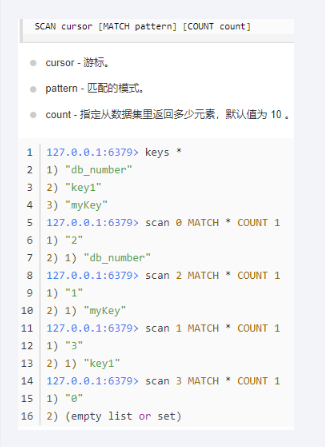 SCAN cursor [MATCH pattern] [COUNT count]
cursor - 游标。
pattern - 匹配的模式。
count - 指定从数据集里返回多少元素，默认值为 10 。
1 127.0.0.1:6379> keys *
2 1) "db_number"
3 2) "key1"
4 3) "myKey"
5 127.0.0.1:6379> scan 0 MATCH * COUNT 1
6 1) "2"
7 2) 1) "db_number"
8 127.0.0.1:6379> scan 2 MATCH * COUNT 1
9 1) "1"
10 2) 1) "myKey"
11 127.0.0.1:6379> scan 1 MATCH * COUNT 1
12 1) "3"
13 2) 1) "key1"
14 127.0.0.1:6379> scan 3 MATCH * COUNT 1
15 1) "0"
16 2) (empty list or set)